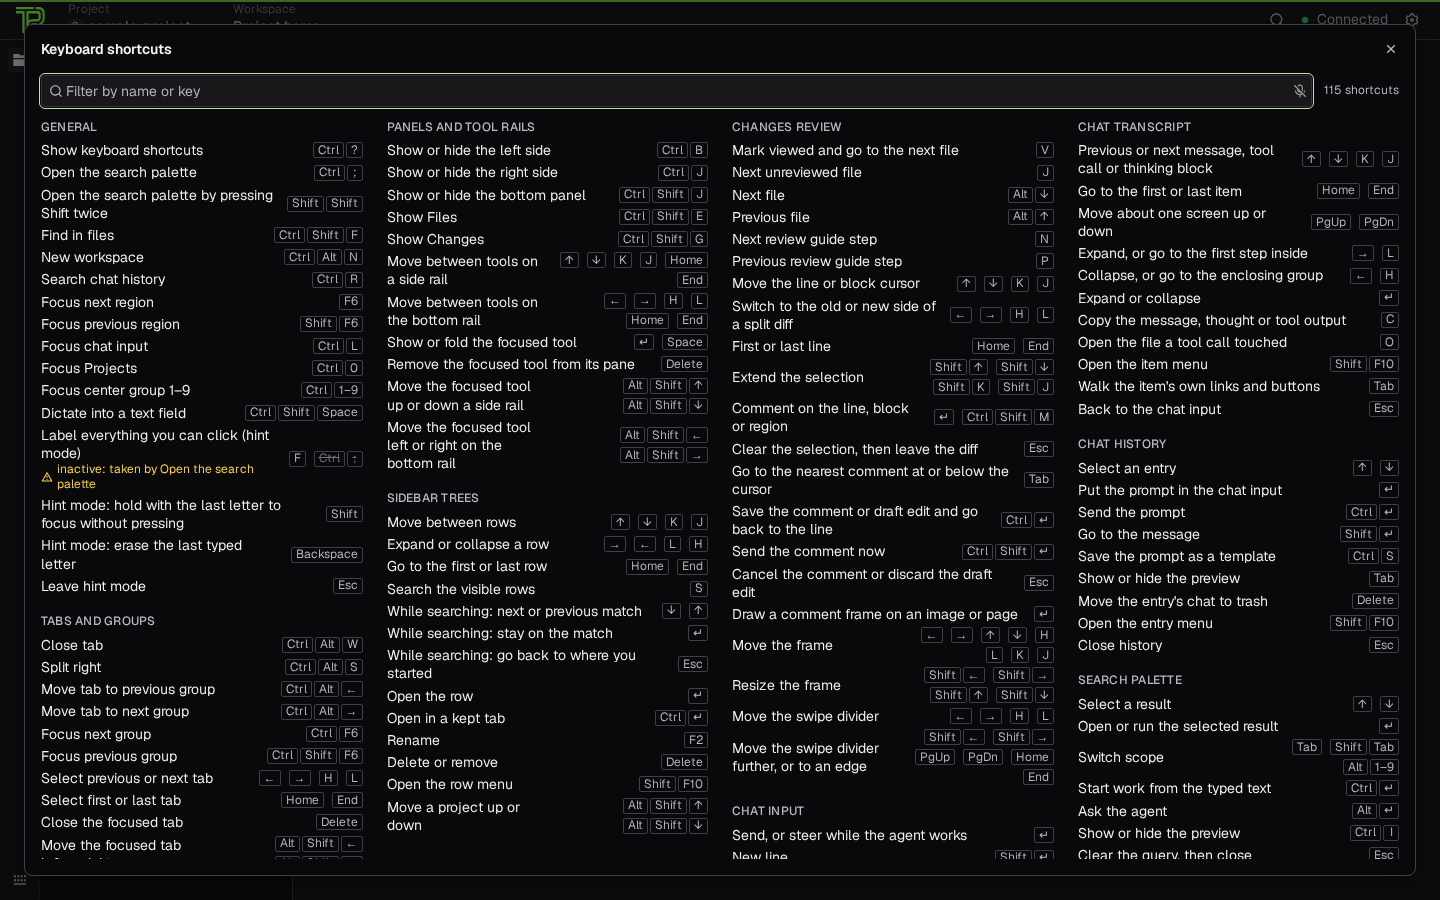 Project
Workspace
Connected
Keyboard shortcuts
Filter by name or key
115 shortcuts
GENERAL
Show keyboard shortcuts Ctrl ?
Open the search palette Ctrl ;
Open the search palette by pressing
Shift twice Shift Shift
Find in files Ctrl Shift F
New workspace Ctrl Alt N
Search chat history Ctrl R
Focus next region F6
Focus previous region Shift F6
Focus chat input Ctrl L
Focus Projects Ctrl 0
Focus center group 1–9 Ctrl 1–9
Dictate into a text field Ctrl Shift Space
Label everything you can click (hint
mode) F Ctrl ;
inactive: taken by Open the search
palette
Hint mode: hold with the last letter to
focus without pressing Shift
Hint mode: erase the last typed
letter Backspace
Leave hint mode Esc
TABS AND GROUPS
Close tab Ctrl Alt W
Split right Ctrl Alt S
Move tab to previous group Ctrl Alt ←
Move tab to next group Ctrl Alt →
Focus next group Ctrl F6
Focus previous group Ctrl Shift F6
Select previous or next tab ← → H L
Select first or last tab Home End
Close the focused tab Delete
Move the focused tab Alt Shift ←
PANELS AND TOOL RAILS
Show or hide the left side Ctrl B
Show or hide the right side Ctrl J
Show or hide the bottom panel Ctrl Shift J
Show Files Ctrl Shift E
Show Changes Ctrl Shift G
Move between tools on ↑ ↓ K J Home
a side rail End
Move between tools on ← → H L
the bottom rail Home End
Show or fold the focused tool ↵ Space
Remove the focused tool from its pane Delete
Move the focused tool Alt Shift ↑
up or down a side rail Alt Shift ↓
Move the focused tool
left or right on the Alt Shift ←
bottom rail Alt Shift →
SIDEBAR TREES
Move between rows ↑ ↓ K J
Expand or collapse a row → ← L H
Go to the first or last row Home End
Search the visible rows S
While searching: next or previous match ↓ ↑
While searching: stay on the match ↵
While searching: go back to where you
started Esc
Open the row ↵
Open in a kept tab Ctrl ↵
Rename F2
Delete or remove Delete
Open the row menu Shift F10
Move a project up or Alt Shift ↑
down Alt Shift ↓
CHANGES REVIEW
Mark viewed and go to the next file V
Next unreviewed file J
Next file Alt ↓
Previous file Alt ↑
Next review guide step N
Previous review guide step P
Move the line or block cursor ↑ ↓ K J
Switch to the old or new side of
a split diff ← → H L
First or last line Home End
Extend the selection Shift ↑ Shift ↓
Shift K Shift J
Comment on the line, block
or region ↵ Ctrl Shift M
Clear the selection, then leave the diff Esc
Go to the nearest comment at or below the
cursor Tab
Save the comment or draft edit and go
back to the line Ctrl ↵
Send the comment now Ctrl Shift ↵
Cancel the comment or discard the draft
edit Esc
Draw a comment frame on an image or page ↵
Move the frame ← → ↑ ↓ H
L K J
Resize the frame Shift ← Shift →
Shift ↑ Shift ↓
Move the swipe divider ← → H L
Move the swipe divider Shift ← Shift →
further, or to an edge PgUp PgDn Home
End
CHAT INPUT
Send, or steer while the agent works ↵
New line Shift ↵
CHAT TRANSCRIPT
Previous or next message, tool
call or thinking block ↑ ↓ K J
Go to the first or last item Home End
Move about one screen up or
down PgUp PgDn
Expand, or go to the first step inside → L
Collapse, or go to the enclosing group ← H
Expand or collapse ↵
Copy the message, thought or tool output C
Open the file a tool call touched O
Open the item menu Shift F10
Walk the item's own links and buttons Tab
Back to the chat input Esc
CHAT HISTORY
Select an entry ↑ ↓
Put the prompt in the chat input ↵
Send the prompt Ctrl ↵
Go to the message Shift ↵
Save the prompt as a template Ctrl S
Show or hide the preview Tab
Move the entry's chat to trash Delete
Open the entry menu Shift F10
Close history Esc
SEARCH PALETTE
Select a result ↑ ↓
Open or run the selected result ↵
Switch scope Tab Shift Tab
Alt 1–9
Start work from the typed text Ctrl ↵
Ask the agent Alt ↵
Show or hide the preview Ctrl I
Clear the query, then close Esc